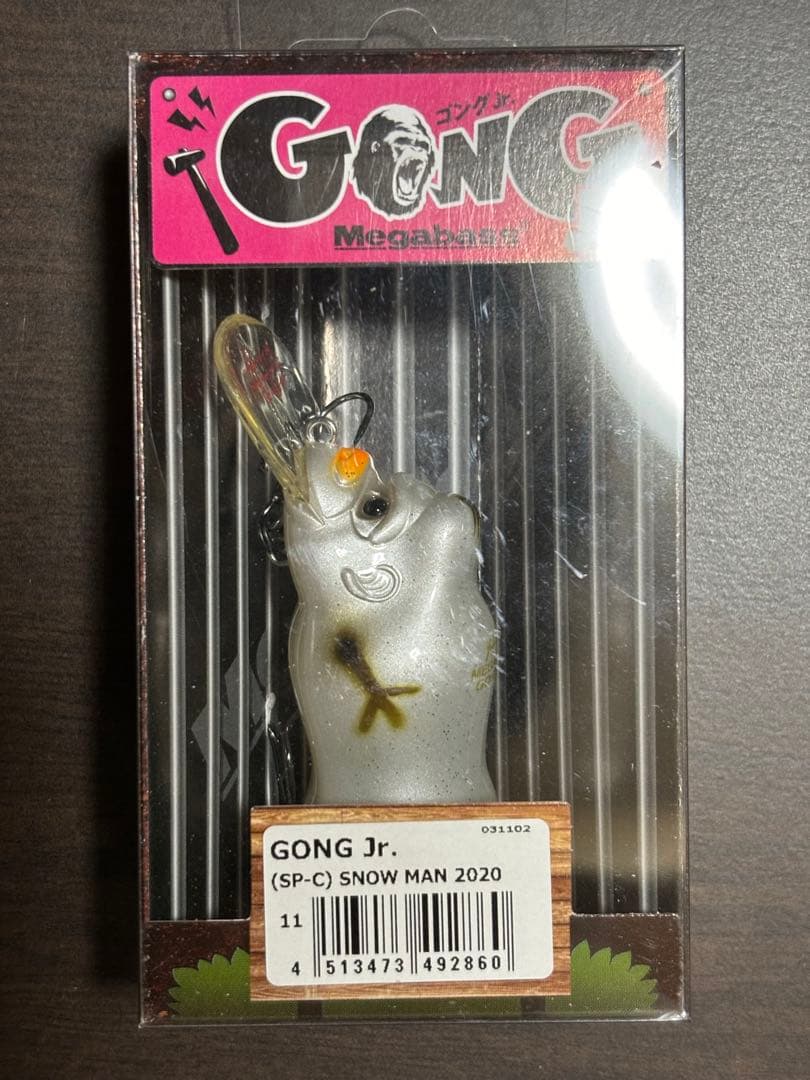 GONG
ゴングJr.
Megabass
031102
GONG Jr.
(SP-C) SNOW MAN 2020
11
4 513473 492860